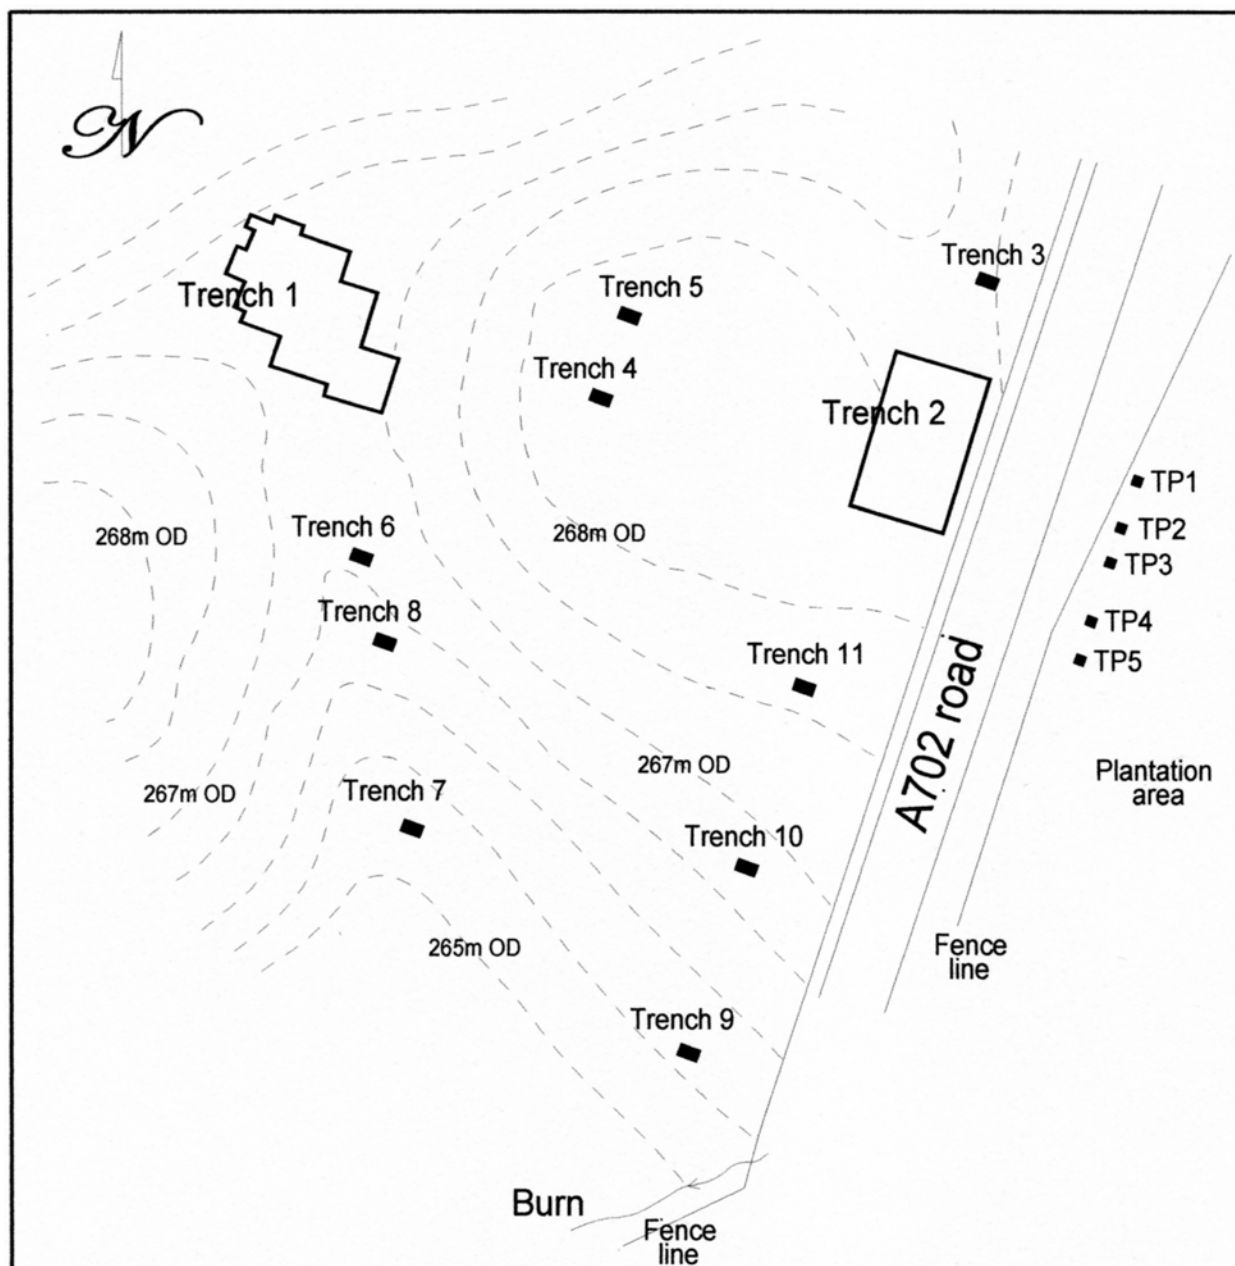 N
Trench 3
Trench 5
Trench 1
Trench 4
Trench 2
TP1
268m OD
Trench 6
268m OD
TP2
TP3
Trench 8
TP4
Trench 11
TP5
A702 road
267m OD
Plantation
area
267m OD
Trench 7
Trench 10
265m OD
Fence
line
Trench 9
Burn
Fence
line